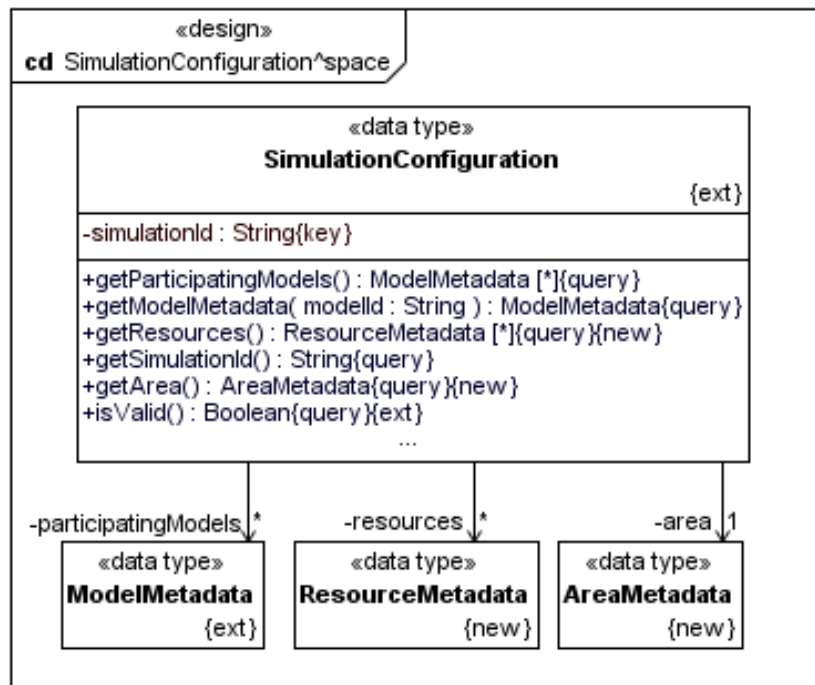 «design»
cd SimulationConfiguration^space
«data type»
SimulationConfiguration
{ext}
-simulationId : String{key}
+getParticipatingModels() : ModelMetadata [*]{query}
+getModelMetadata( modelId : String ) : ModelMetadata{query}
+getResources() : ResourceMetadata [*]{query}{new}
+getSimulationId() : String{query}
+getArea() : AreaMetadata{query}{new}
+isValid() : Boolean{query}{ext}
...
-participatingModels * -resources * -area 1
«data type» «data type» «data type»
ModelMetadata ResourceMetadata AreaMetadata
{ext} {new} {new}